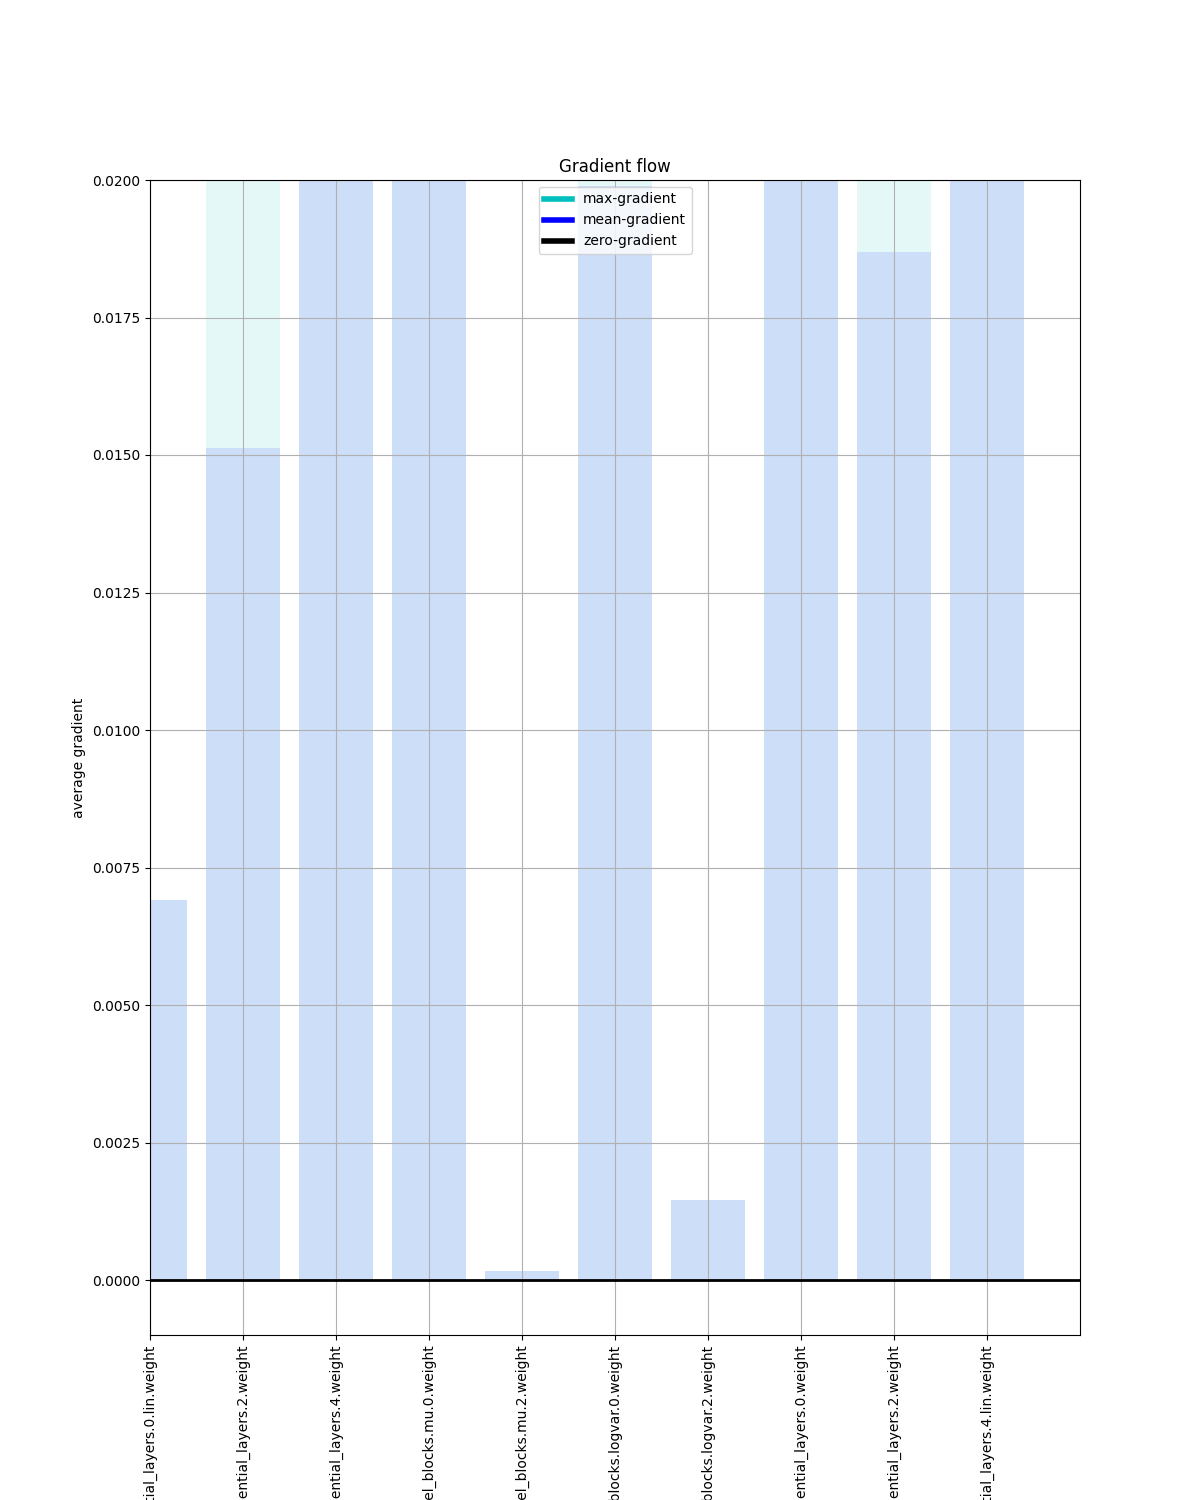 Gradient flow
max-gradient
mean-gradient
zero-gradient
0.0200
0.0175
0.0150
0.0125
0.0100
0.0075
0.0050
0.0025
0.0000
average gradient
tial_layers.0.lin.weight
ential_layers.2.weight
ential_layers.4.weight
el_blocks.mu.0.weight
el_blocks.mu.2.weight
blocks.logvar.0.weight
blocks.logvar.2.weight
ential_layers.0.weight
ential_layers.2.weight
tial_layers.4.lin.weight